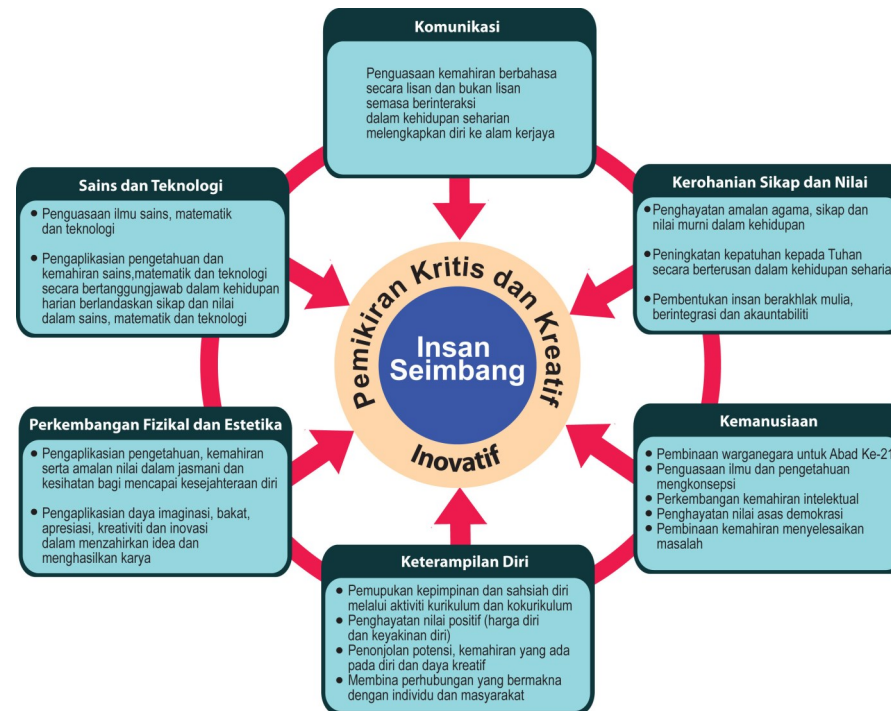 Komunikasi
Penguasaan kemahiran berbahasa
secara lisan dan bukan lisan
semasa berinteraksi
dalam kehidupan seharian
melengkapkan diri ke alam kerjaya
Sains dan Teknologi
● Penguasaan ilmu sains, matematik
dan teknologi
● Pengaplikasian pengetahuan dan
kemahiran sains,matematik dan teknologi
secara bertanggungjawab dalam kehidupan
harian berlandaskan sikap dan nilai
dalam sains, matematik dan teknologi
Kerohanian Sikap dan Nilai
● Penghayatan amalan agama, sikap dan
nilai murni dalam kehidupan
● Peningkatan kepatuhan kepada Tuhan
secara berterusan dalam kehidupan seharia
● Pembentukan insan berakhlak mulia,
berintegrasi dan akauntabiliti
Pemikiran Kritis dan Kreatif
Insan
Seimbang
Inovatif
Perkembangan Fizikal dan Estetika
● Pengaplikasian pengetahuan, kemahiran
serta amalan nilai dalam jasmani dan
kesihatan bagi mencapai kesejahteraan diri
● Pengaplikasian daya imaginasi, bakat,
apresiasi, kreativiti dan inovasi
dalam menzahirkan idea dan
menghasilkan karya
Kemanusiaan
● Pembinaan warganegara untuk Abad Ke-21
● Penguasaan ilmu dan pengetahuan
mengkonsepsi
● Perkembangan kemahiran intelektual
● Penghayatan nilai asas demokrasi
● Pembinaan kemahiran menyelesaikan
masalah
Keterampilan Diri
● Pemupukan kepimpinan dan sahsiah diri
melalui aktiviti kurikulum dan kokurikulum
● Penghayatan nilai positif (harga diri
dan keyakinan diri)
● Penonjolan potensi, kemahiran yang ada
pada diri dan daya kreatif
● Membina perhubungan yang bermakna
dengan individu dan masyarakat